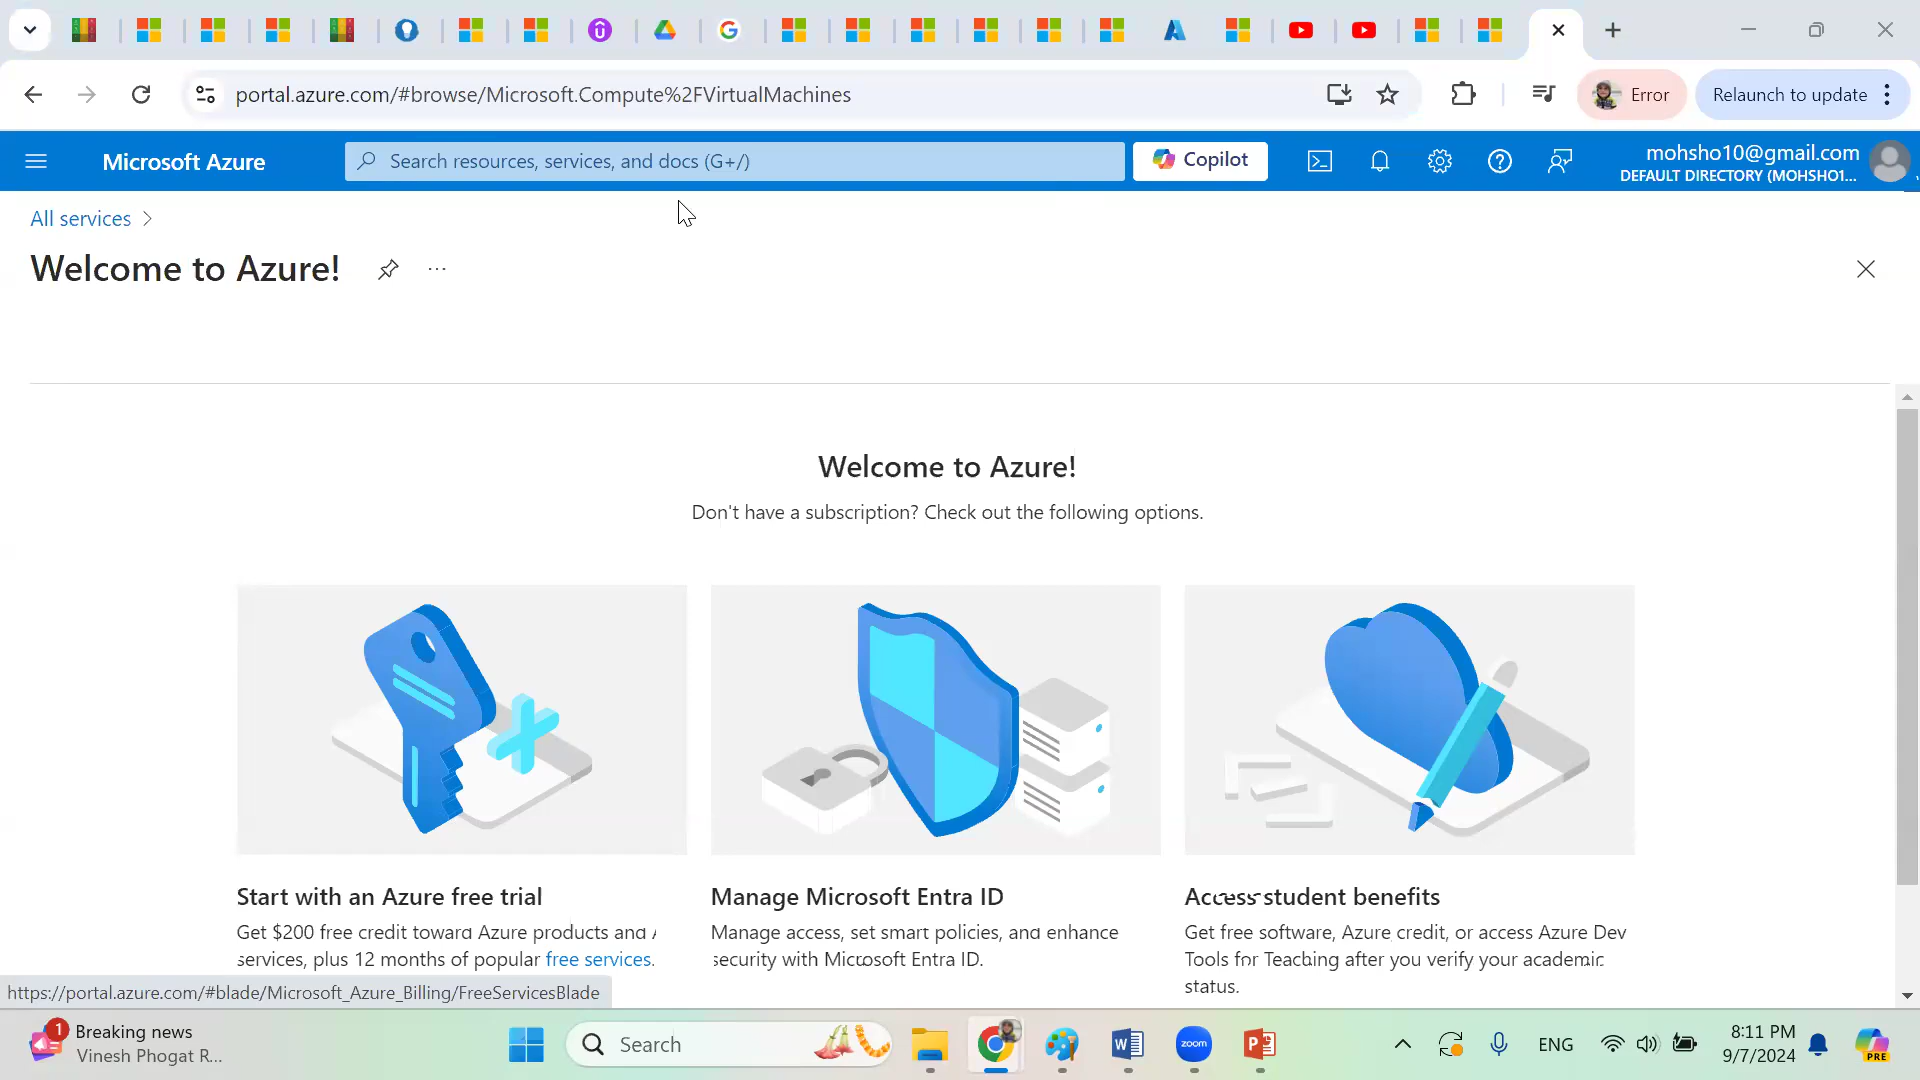 portal.azure.com/#browse/Microsoft.Compute%2FVirtualMachines
Error
Relaunch to update
Microsoft Azure
Search resources, services, and docs (G+/)
Copilot
mohsho10@gmail.com
DEFAULT DIRECTORY (MOHSHO1...
All services
Welcome to Azure!
Welcome to Azure!
Don't have a subscription? Check out the following options.
Start with an Azure free trial
Get $200 free credit toward Azure products and
services, plus 12 months of popular free services.
Manage Microsoft Entra ID
Manage access, set smart policies, and enhance
security with Microsoft Entra ID.
Access student benefits
Get free software, Azure credit, or access Azure Dev
Tools for Teaching after you verify your academic
status.
https://portal.azure.com/#blade/Microsoft_Azure_Billing/FreeServicesBlade
1
Breaking news
Vinesh Phogat R...
Search
zoom
ENG
8:11 PM
9/7/2024
PRE